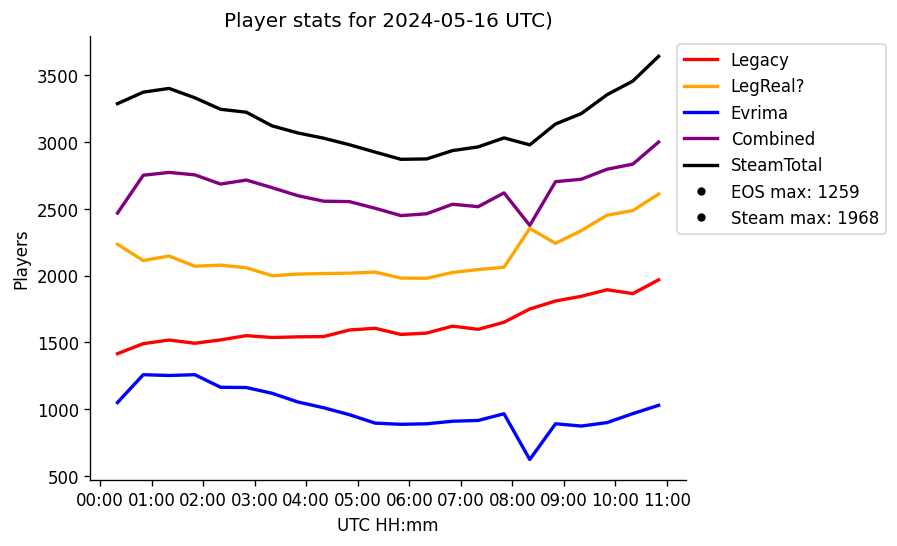 Player stats for 2024-05-16 UTC)
Players
3500
3000
2500
2000
1500
1000
500
00:00 01:00 02:00 03:00 04:00 05:00 06:00 07:00 08:00 09:00 10:00 11:00
UTC HH:mm
Legacy
LegReal?
Evrima
Combined
SteamTotal
EOS max: 1259
Steam max: 1968